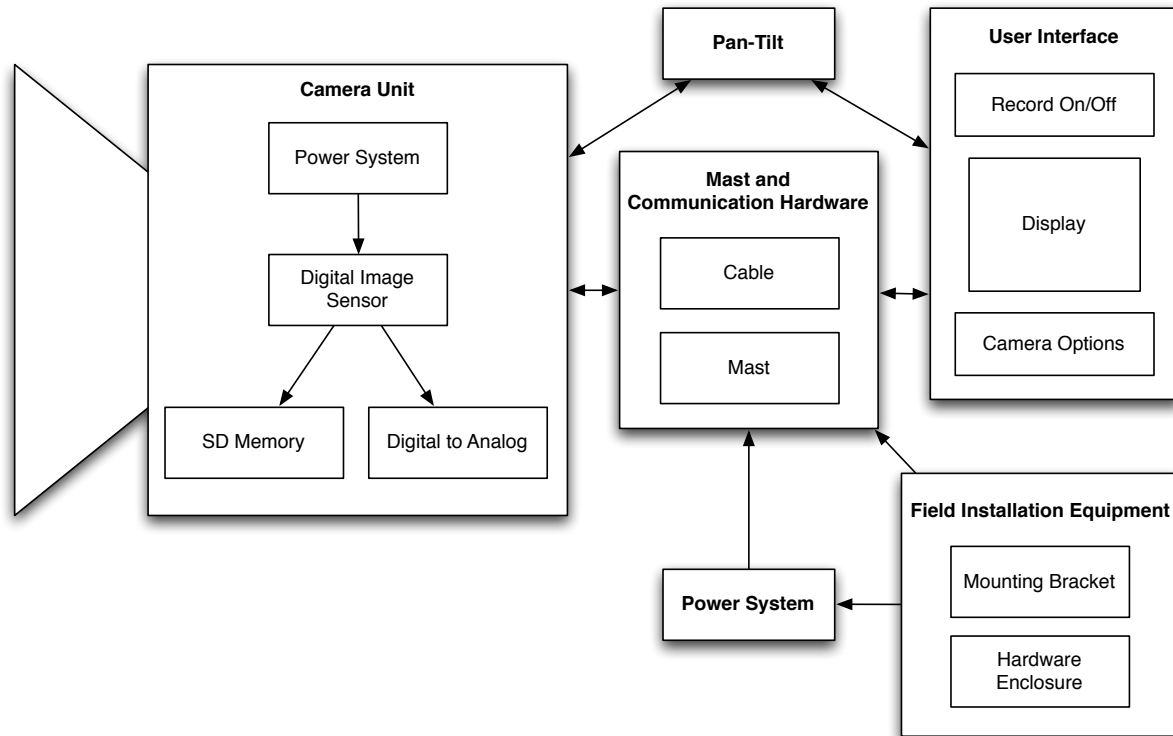 Camera Unit
Power System
Digital Image
Sensor
SD Memory
Digital to Analog
Pan-Tilt
Mast and
Communication Hardware
Cable
Mast
User Interface
Record On/Off
Display
Camera Options
Power System
Field Installation Equipment
Mounting Bracket
Hardware
Enclosure